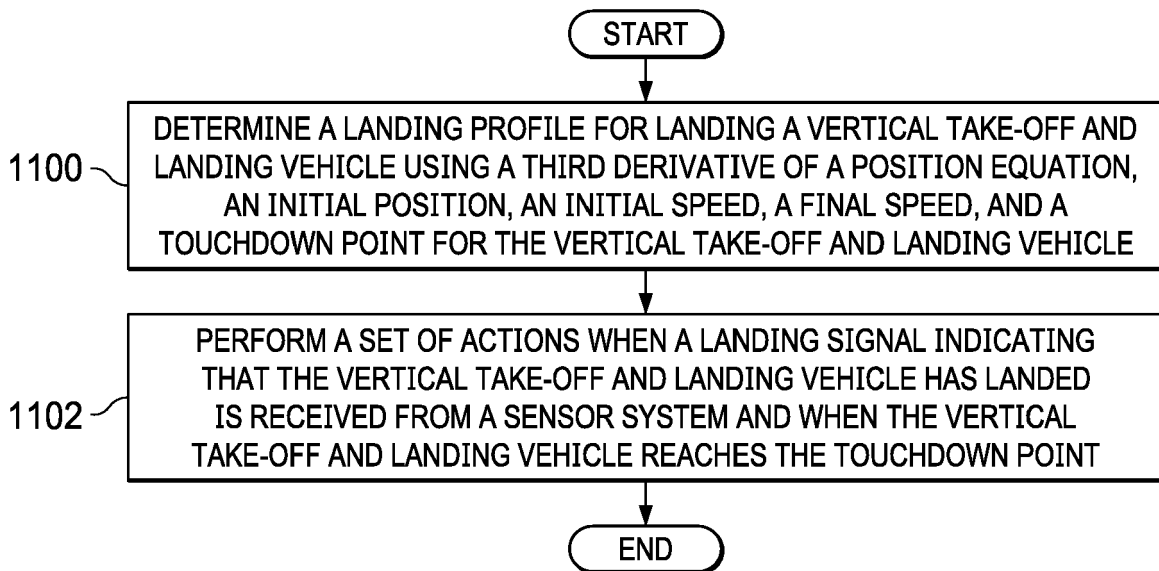 START
DETERMINE A LANDING PROFILE FOR LANDING A VERTICAL TAKE-OFF AND
LANDING VEHICLE USING A THIRD DERIVATIVE OF A POSITION EQUATION,
AN INITIAL POSITION, AN INITIAL SPEED, A FINAL SPEED, AND A
TOUCHDOWN POINT FOR THE VERTICAL TAKE-OFF AND LANDING VEHICLE
1100
PERFORM A SET OF ACTIONS WHEN A LANDING SIGNAL INDICATING
THAT THE VERTICAL TAKE-OFF AND LANDING VEHICLE HAS LANDED
IS RECEIVED FROM A SENSOR SYSTEM AND WHEN THE VERTICAL
TAKE-OFF AND LANDING VEHICLE REACHES THE TOUCHDOWN POINT
1102
END